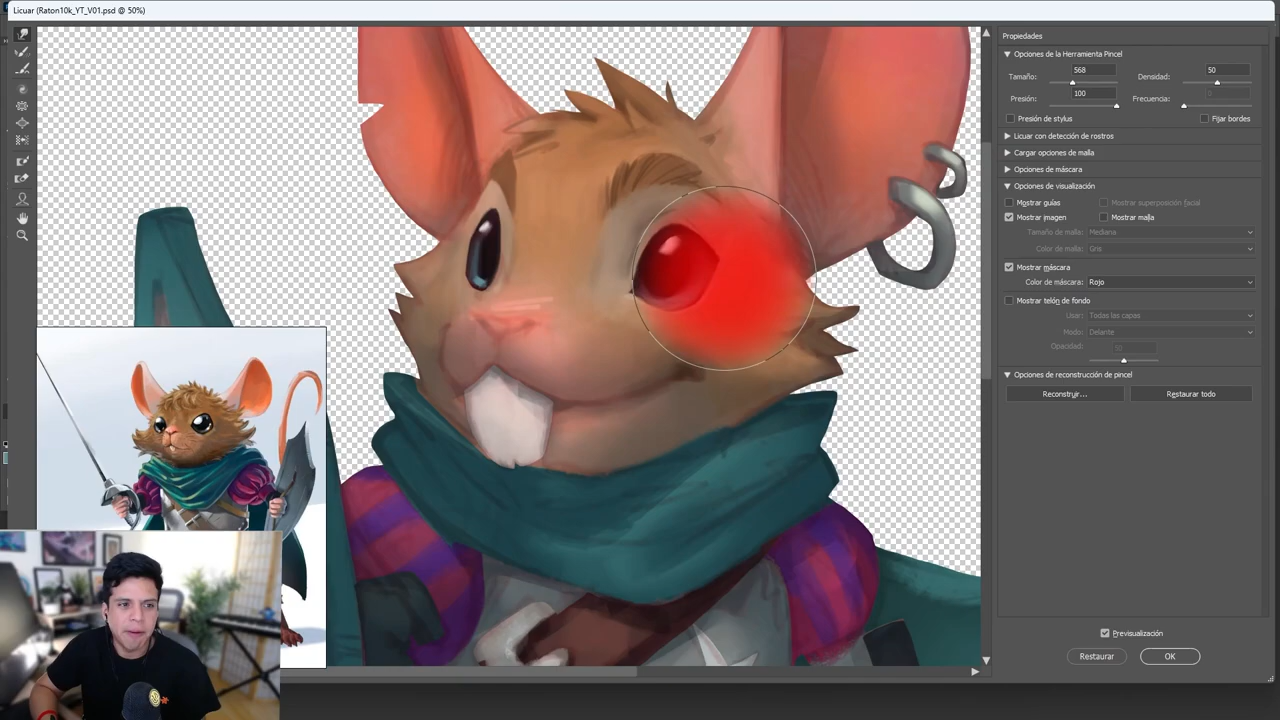 Licuar (Raton10k_YT_V01.psd @ 50%)
Propiedades
Opciones de la Herramienta Pincel
Tamaño: 568 Densidad: 50
Presión: 100 Frecuencia: 0
Presión de stylus Fijar bordes
Licuar con detección de rostros
Cargar opciones de malla
Opciones de máscara
Opciones de visualización
Mostrar guías Mostrar superposición facial
Mostrar imagen Mostrar malla
Tamaño de malla: Mediana
Color de malla: Gris
Mostrar máscara
Color de máscara: Rojo
Mostrar telón de fondo
Usar: Todas las capas
Modo: Delante
Opacidad: 50
Opciones de reconstrucción de pincel
Reconstruir... Restaurar todo
Previsualización
Restaurar OK